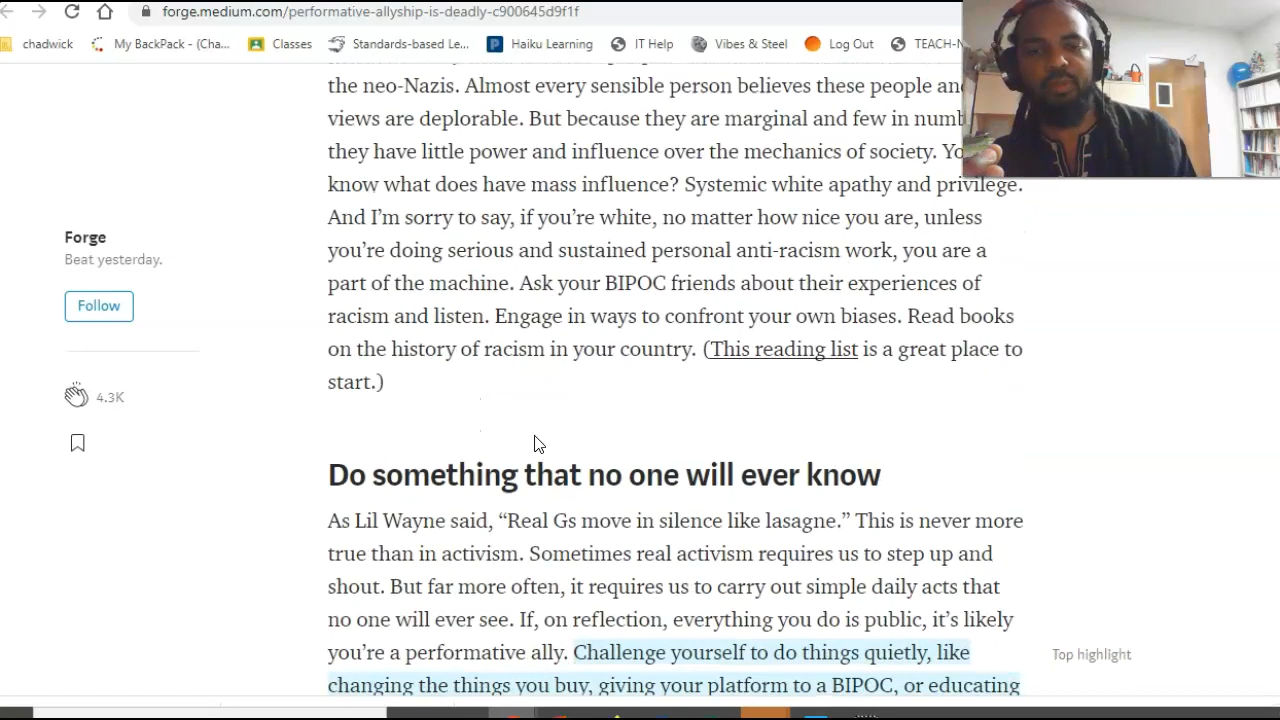 forge.medium.com/performative-allyship-is-deadly-c900645d9f1f
chadwick My BackPack - (Cha... Classes Standards-based Le... Haiku Learning IT Help Vibes & Steel Log Out TEACH-N
the neo-Nazis. Almost every sensible person believes these people an
views are deplorable. But because they are marginal and few in numb
they have little power and influence over the mechanics of society. Yo
know what does have mass influence? Systemic white apathy and privilege.
And I’m sorry to say, if you’re white, no matter how nice you are, unless
you’re doing serious and sustained personal anti-racism work, you are a
part of the machine. Ask your BIPOC friends about their experiences of
racism and listen. Engage in ways to confront your own biases. Read books
on the history of racism in your country. (This reading list is a great place to
start.)
Forge
Beat yesterday.
Follow
4.3K
Do something that no one will ever know
As Lil Wayne said, “Real Gs move in silence like lasagne.” This is never more
true than in activism. Sometimes real activism requires us to step up and
shout. But far more often, it requires us to carry out simple daily acts that
no one will ever see. If, on reflection, everything you do is public, it’s likely
you’re a performative ally. Challenge yourself to do things quietly, like
changing the things you buy, giving your platform to a BIPOC, or educating
Top highlight